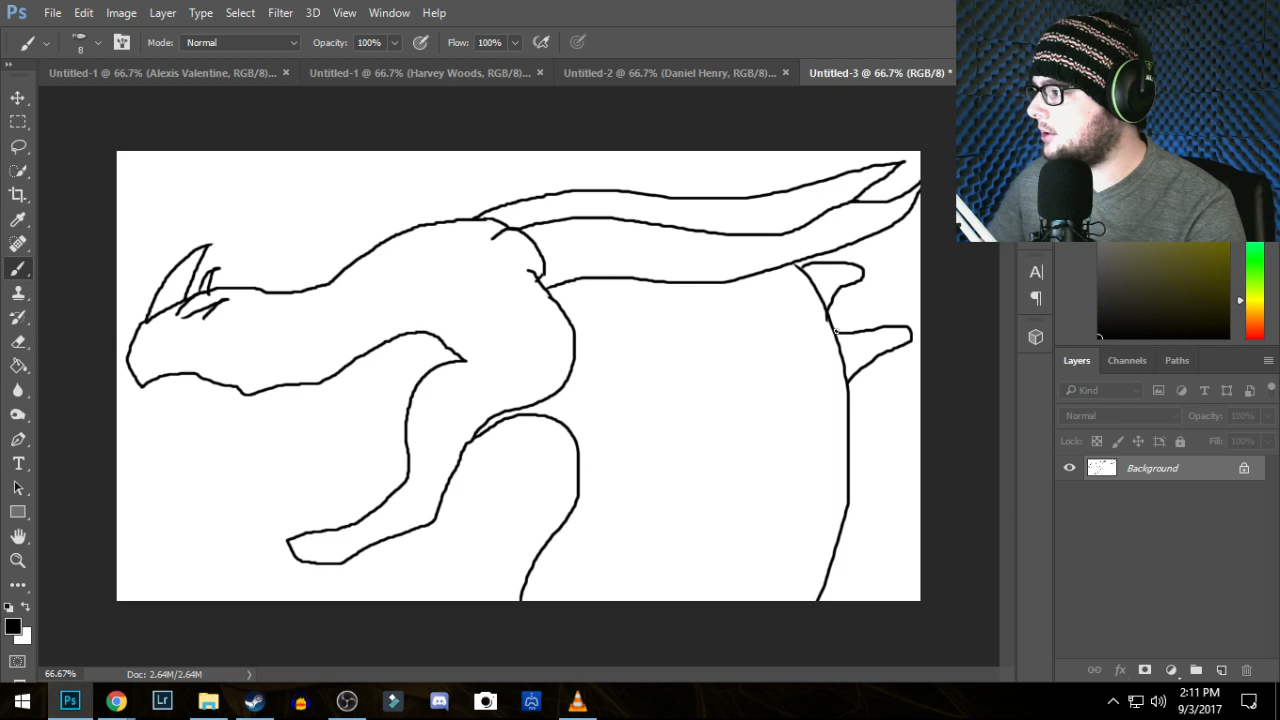 Ps File Edit Image Layer Type Select Filter 3D View Window Help
8 Mode: Normal Opacity: 100% Flow: 100%
Untitled-1 @ 66.7% (Alexis Valentine, RGB/8)... × Untitled-1 @ 66.7% (Harvey Woods, RGB/8)... × Untitled-2 @ 66.7% (Daniel Henry, RGB/8)... × Untitled-3 @ 66.7% (RGB/8) *
Layers Channels Paths
Kind
Normal Opacity: 100%
Lock: Fill: 100%
Background
66.67% Doc: 2.64M/2.64M
Ps Lr
2:11 PM
9/3/2017